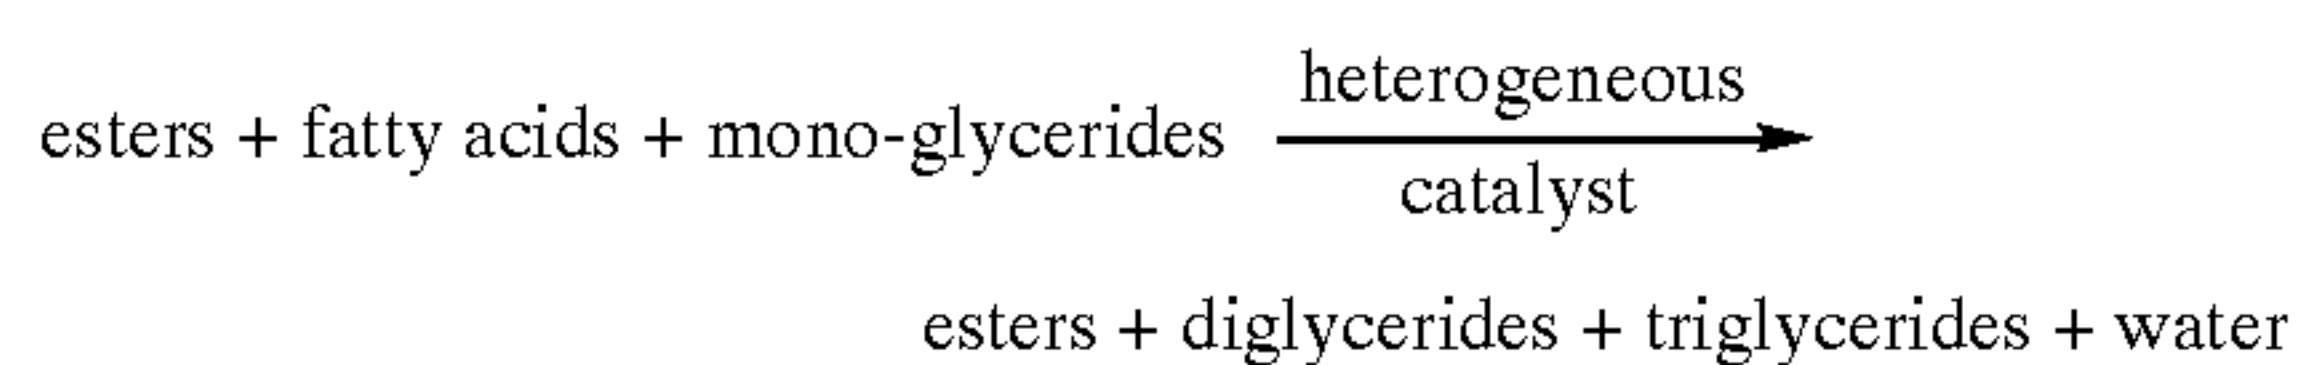 esters + fatty acids + mono-glycerides
heterogeneous
catalyst
esters + diglycerides + triglycerides + water